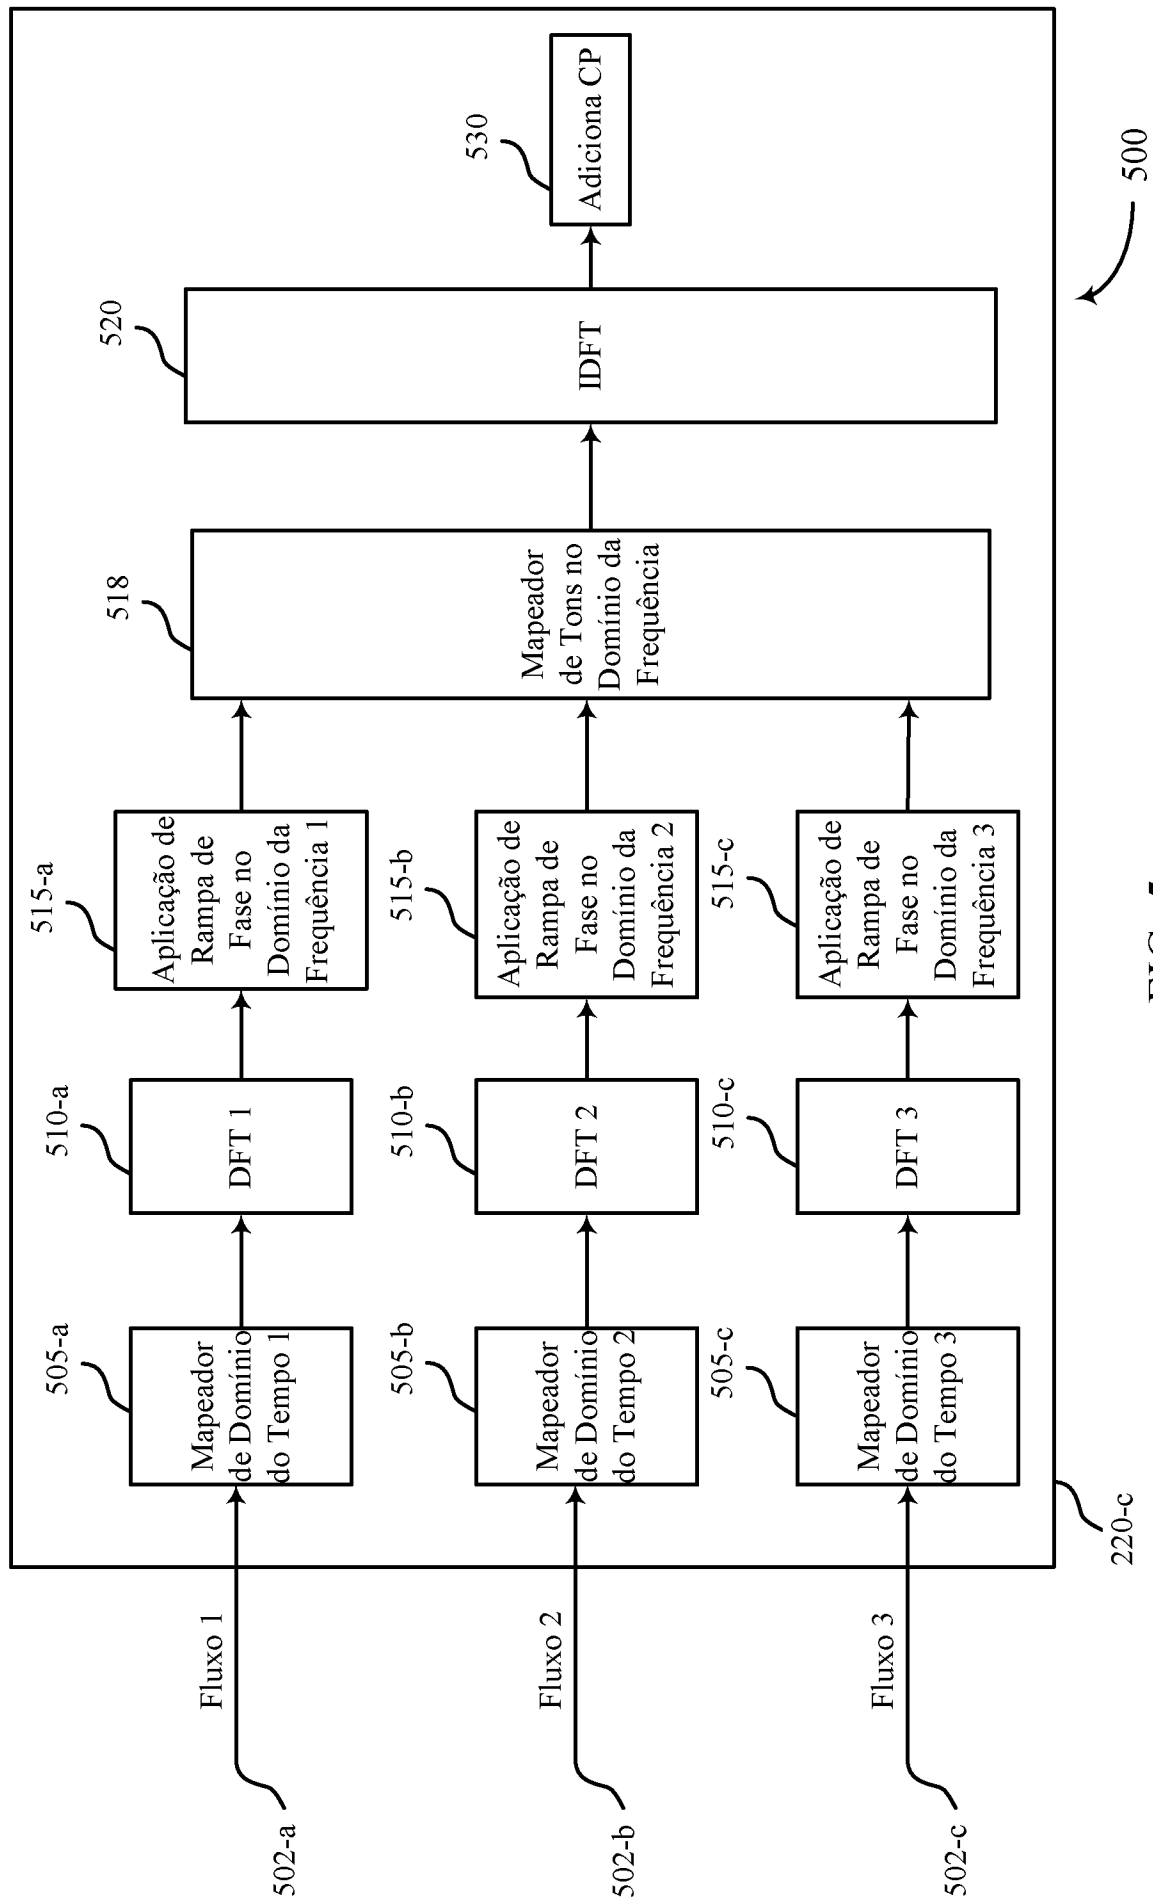 502-a
Fluxo 1
505-a
Mapeador
de Domínio
do Tempo 1
510-a
DFT 1
515-a
Aplicação de
Rampa de
Fase no
Domínio da
Frequência 1
502-b
Fluxo 2
505-b
Mapeador
de Domínio
do Tempo 2
510-b
DFT 2
515-b
Aplicação de
Rampa de
Fase no
Domínio da
Frequência 2
502-c
Fluxo 3
505-c
Mapeador
de Domínio
do Tempo 3
510-c
DFT 3
515-c
Aplicação de
Rampa de
Fase no
Domínio da
Frequência 3
518
Mapeador
de Tons no
Domínio da
Frequência
520
IDFT
530
Adiciona CP
220-c
500